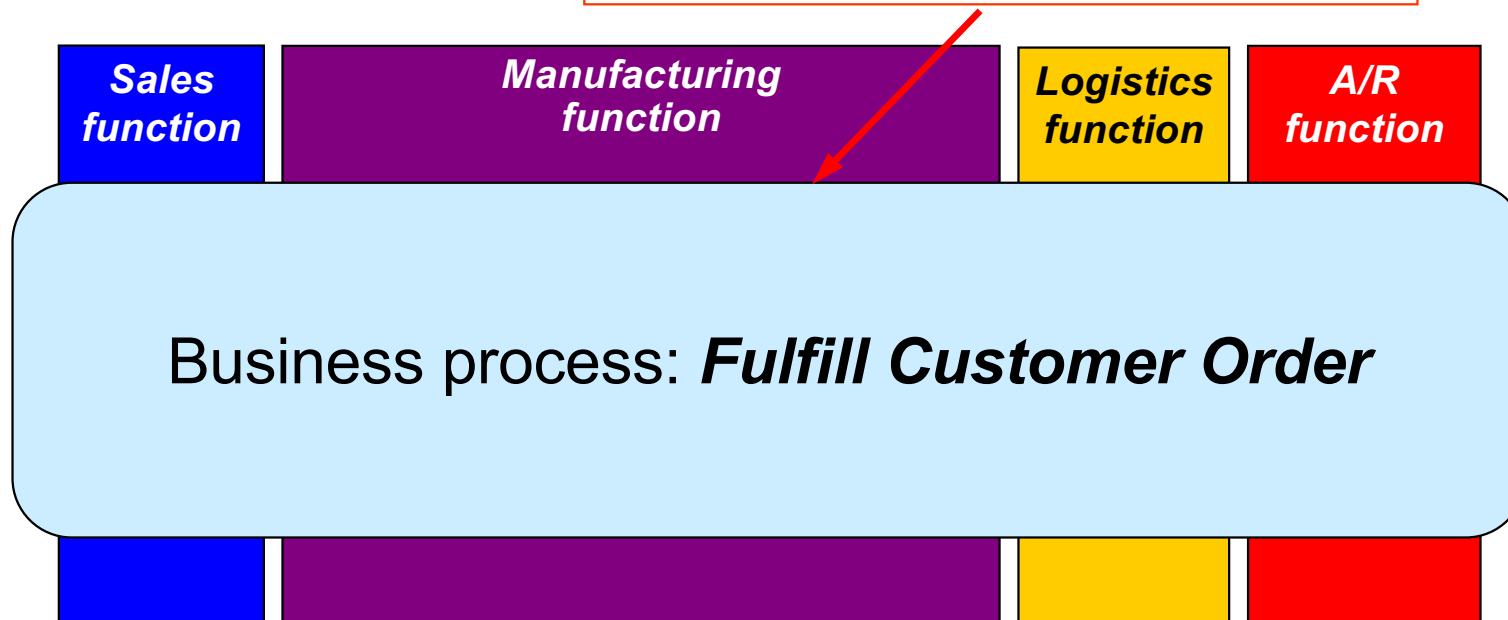 Sales
function
Manufacturing
function
Logistics
function
A/R
function
Business process: Fulfill Customer Order